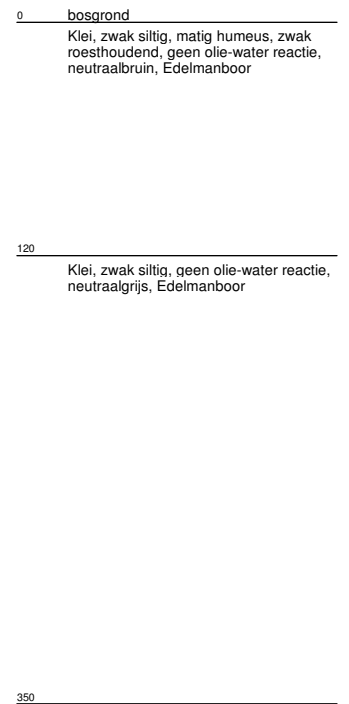 0 bosgrond
Klei, zwak siltig, matig humeus, zwak
roesthoudend, geen olie-water reactie,
neutraalbruin, Edelmanboor
120
Klei, zwak siltig, geen olie-water reactie,
neutraalgrijs, Edelmanboor
350